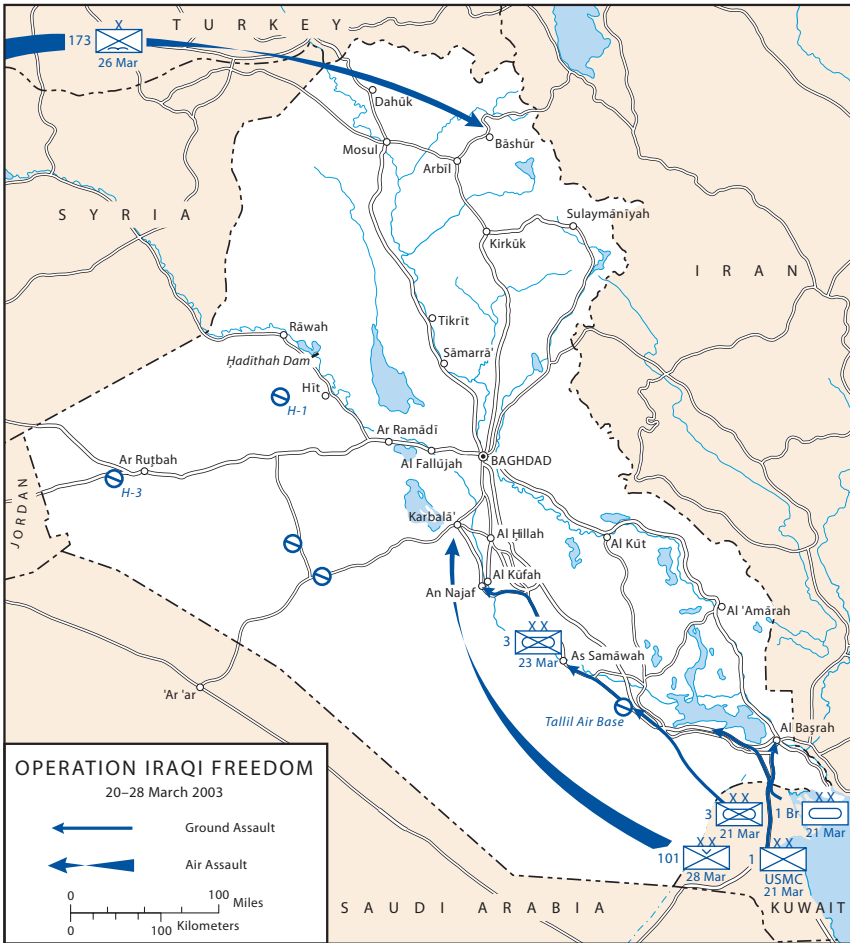 X
TURKEY
173
26 Mar
Dahūk
Mosul
Bāshūr
Arbīl
SYRIA
Sulaymānīyah
Kirkūk
IRAN
Tikrīt
Rāwah
Ḥadīthah Dam
Sāmarrā'
Hīt
H-1
Ar Ramādī
Al Fallūjah
BAGHDAD
Ar Ruṭbah
H-3
JORDAN
Karbalā'
Al Ḥillah
Al Kūt
Al Kūfah
An Najaf
Al 'Amārah
X X
3
23 Mar
As Samāwah
'Ar 'ar
Tallil Air Base
Al Baṣrah
OPERATION IRAQI FREEDOM
20–28 March 2003
Ground Assault
Air Assault
0 100 Miles
0 100 Kilometers
X X
3
21 Mar
X X
1 Br
21 Mar
X X
101
28 Mar
X X
1
USMC
21 Mar
SAUDI ARABIA
KUWAIT